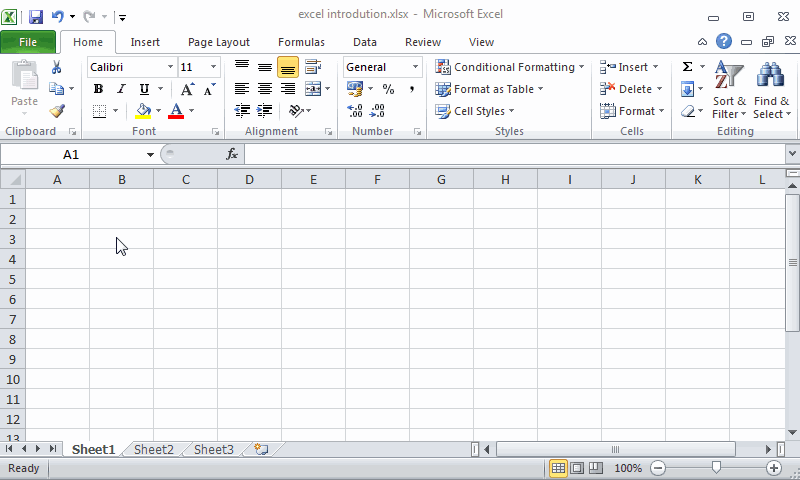 excel introdution.xlsx - Microsoft Excel
File Home Insert Page Layout Formulas Data Review View
Paste Calibri 11 General Conditional Formatting Insert Σ
B I U A A % , Format as Table Delete Sort & Filter Find & Select
A .00 .0 Cell Styles Format
Clipboard Font Alignment Number Styles Cells Editing
A1 fx
A B C D E F G H I J K L
1
2
3
4
5
6
7
8
9
10
11
12
13
Sheet1 Sheet2 Sheet3
Ready 100%